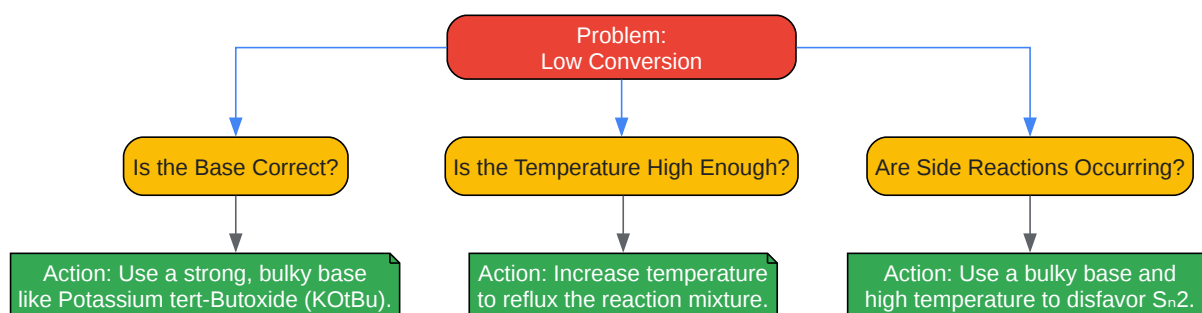 Problem:
Low Conversion
Is the Base Correct?
Is the Temperature High Enough?
Are Side Reactions Occurring?
Action: Use a strong, bulky base
like Potassium tert-Butoxide (KOtBu).
Action: Increase temperature
to reflux the reaction mixture.
Action: Use a bulky base and
high temperature to disfavor Sₙ2.